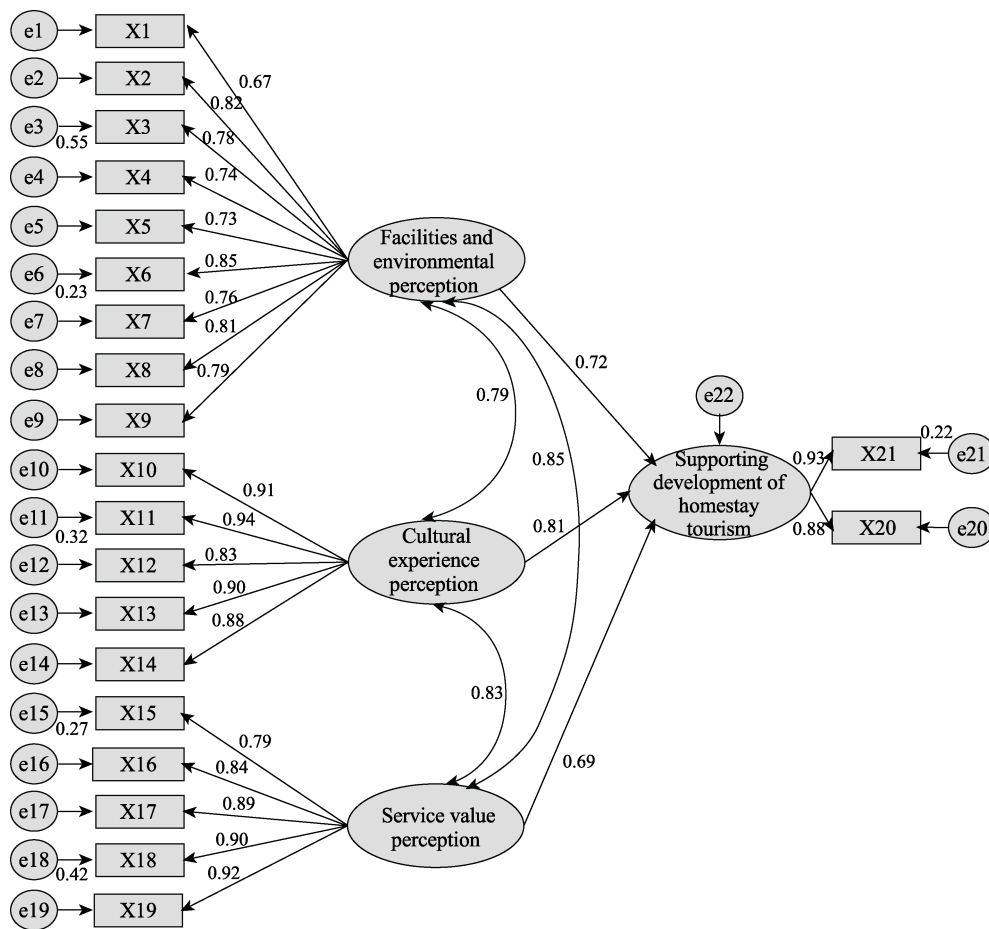 e1 X1
0.67
e2 X2
0.82
e3 X3
0.55
0.78
e4 X4
0.74
e5 X5
0.73
e6 X6
0.23
0.85
e7 X7
0.76
e8 X8
0.81
e9 X9
0.79
Facilities and
environmental
perception
0.72
0.79
0.85
e10 X10
0.91
e11 X11
0.32
0.94
e12 X12
0.83
e13 X13
0.90
e14 X14
0.88
Cultural
experience
perception
0.81
0.83
e15 X15
0.27
0.79
e16 X16
0.84
e17 X17
0.89
e18 X18
0.42
0.90
e19 X19
0.92
Service value
perception
0.69
e22
Supporting
development of
homestay
tourism
0.93
X21
0.22
e21
0.88
X20
e20